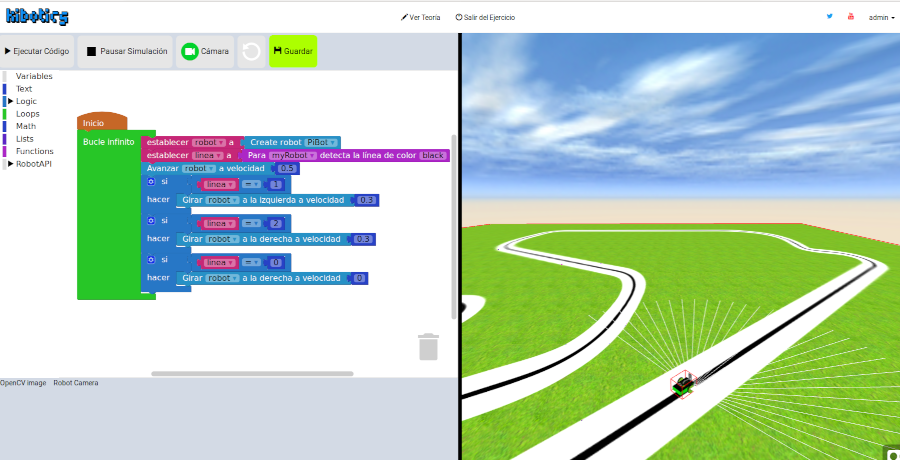 kibotics
Ver Teoría
Salir del Ejercicio
admin
Ejecutar Código
Pausar Simulación
Cámara
Guardar
Variables
Text
Logic
Loops
Math
Lists
Functions
RobotAPI
Inicio
Bucle infinito
establecer robot a Create robot PiBot
establecer linea a Para myRobot detecta la línea de color black
Avanzar robot a velocidad 0.5
si linea = 1
hacer Girar robot a la izquierda a velocidad 0.3
si linea = 2
hacer Girar robot a la derecha a velocidad 0.3
si linea = 0
hacer Girar robot a la derecha a velocidad 0
OpenCV image Robot Camera